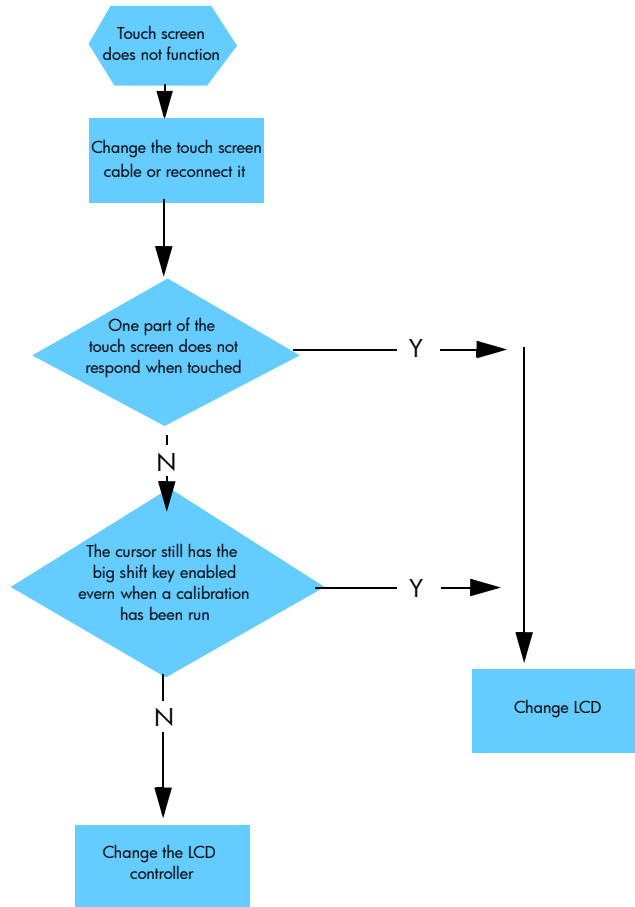 Touch screen
does not function
Change the touch screen
cable or reconnect it
One part of the
touch screen does not
respond when touched
Y
N
The cursor still has the
big shift key enabled
evern when a calibration
has been run
Y
N
Change LCD
Change the LCD
controller